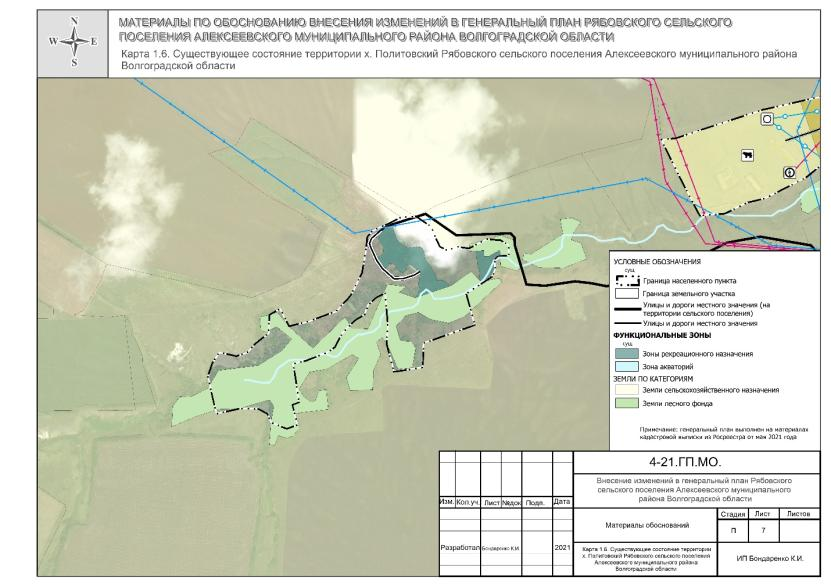 N
W E
S
МАТЕРИАЛЫ ПО ОБОСНОВАНИЮ ВНЕСЕНИЯ ИЗМЕНЕНИЙ В ГЕНЕРАЛЬНЫЙ ПЛАН РЯБОВСКОГО СЕЛЬСКОГО
ПОСЕЛЕНИЯ АЛЕКСЕЕВСКОГО МУНИЦИПАЛЬНОГО РАЙОНА ВОЛГОГРАДСКОЙ ОБЛАСТИ
Карта 1.6. Существующее состояние территории х. Политовский Рябовского сельского поселения Алексеевского муниципального района
Волгоградской области
УСЛОВНЫЕ ОБОЗНАЧЕНИЯ
сущ.
Граница населенного пункта
Граница земельного участка
Улицы и дороги местного значения (на
территории сельского поселения)
Улицы и дороги местного значения
ФУНКЦИОНАЛЬНЫЕ ЗОНЫ
сущ.
Зоны рекреационного назначения
Зона акваторий
ЗЕМЛИ ПО КАТЕГОРИЯМ
Земли сельскохозяйственного назначения
Земли лесного фонда
Примечание: генеральный план выполнен на материалах
кадастровой выписки из Росреестра от мая 2021 года
4-21.ГП.МО.
Внесение изменений в генеральный план Рябовского
сельского поселения Алексеевского муниципального
района Волгоградской области
Изм. Кол.уч. Лист №док Подп. Дата
Материалы обоснований
Стадия Лист Листов
П 7
Разработал Бондаренко К.И. 2021
Карта 1.6. Существующее состояние территории
х. Политовский Рябовского сельского поселения
Алексеевского муниципального района
Волгоградской области
ИП Бондаренко К.И.